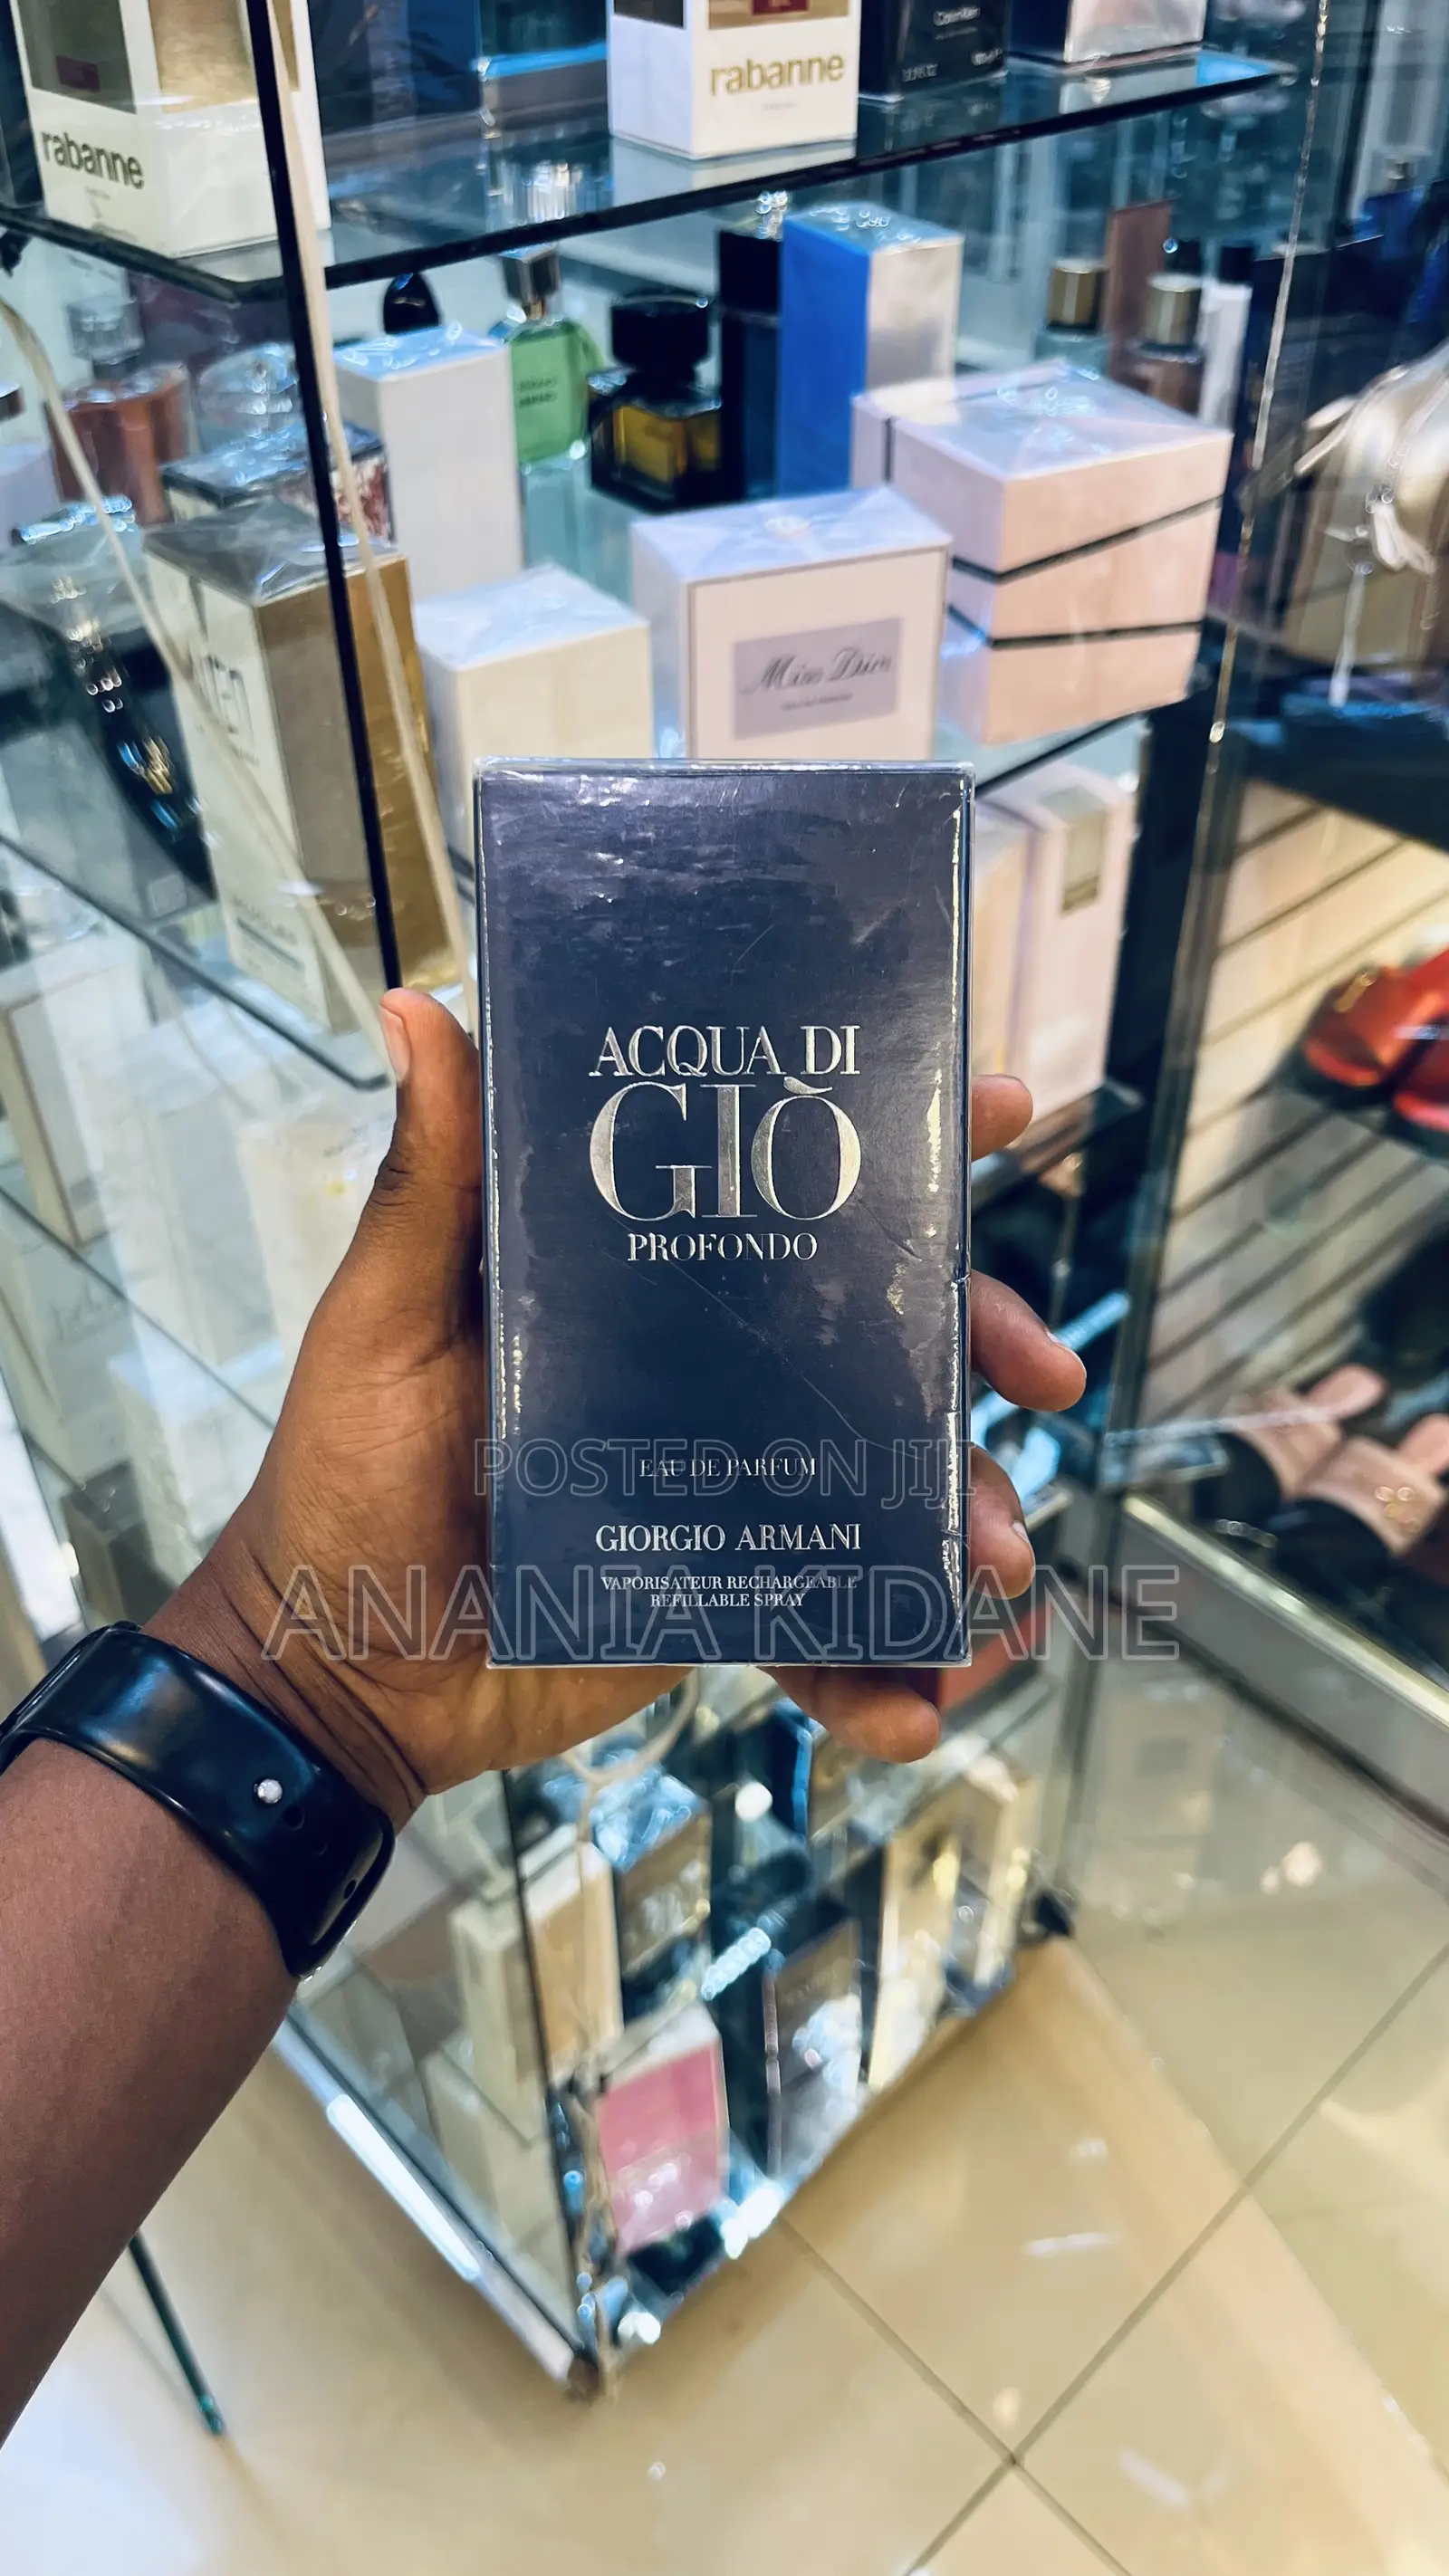 rabanne
rabanne
Miss Dior
ACQUA DI
GIÒ
PROFONDO
POSTED ON JIJI
EAU DE PARFUM
GIORGIO ARMANI
ANANIA KIDANE
VAPORISATEUR RECHARGEABLE
REFILLABLE SPRAY